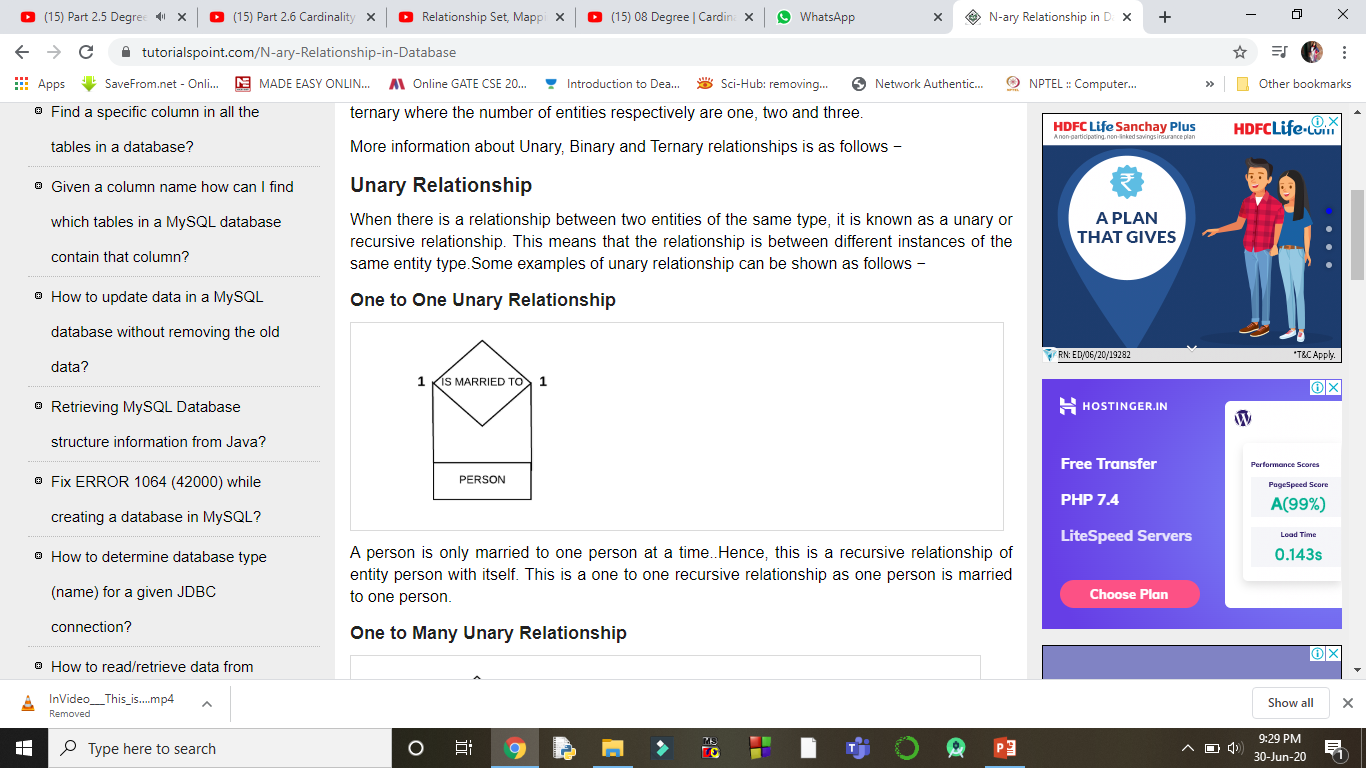 (15) Part 2.5 Degree
(15) Part 2.6 Cardinality
Relationship Set, Mapp
(15) 08 Degree | Cardina
WhatsApp
N-ary Relationship in D
tutorialspoint.com/N-ary-Relationship-in-Database
Apps
SaveFrom.net - Onli...
MADE EASY ONLIN...
Online GATE CSE 20...
Introduction to Dea...
Sci-Hub: removing...
Network Authentic...
NPTEL :: Computer...
»
Other bookmarks
Find a specific column in all the
tables in a database?
Given a column name how can I find
which tables in a MySQL database
contain that column?
How to update data in a MySQL
database without removing the old
data?
Retrieving MySQL Database
structure information from Java?
Fix ERROR 1064 (42000) while
creating a database in MySQL?
How to determine database type
(name) for a given JDBC
connection?
How to read/retrieve data from
ternary where the number of entities respectively are one, two and three.
More information about Unary, Binary and Ternary relationships is as follows −
Unary Relationship
When there is a relationship between two entities of the same type, it is known as a unary or
recursive relationship. This means that the relationship is between different instances of the
same entity type.Some examples of unary relationship can be shown as follows −
One to One Unary Relationship
1 IS MARRIED TO 1
PERSON
A person is only married to one person at a time..Hence, this is a recursive relationship of
entity person with itself. This is a one to one recursive relationship as one person is married
to one person.
One to Many Unary Relationship
HDFC Life Sanchay Plus
A non-participating, non-linked savings insurance plan
HDFCLife.com
₹
A PLAN
THAT GIVES
RN: ED/06/20/19282
*T&C Apply.
HOSTINGER.IN
Free Transfer
PHP 7.4
LiteSpeed Servers
Choose Plan
Performance Scores
PageSpeed Score
A(99%)
Load Time
0.143s
InVideo___This_is....mp4
Removed
Show all
Type here to search
9:29 PM
30-Jun-20
1